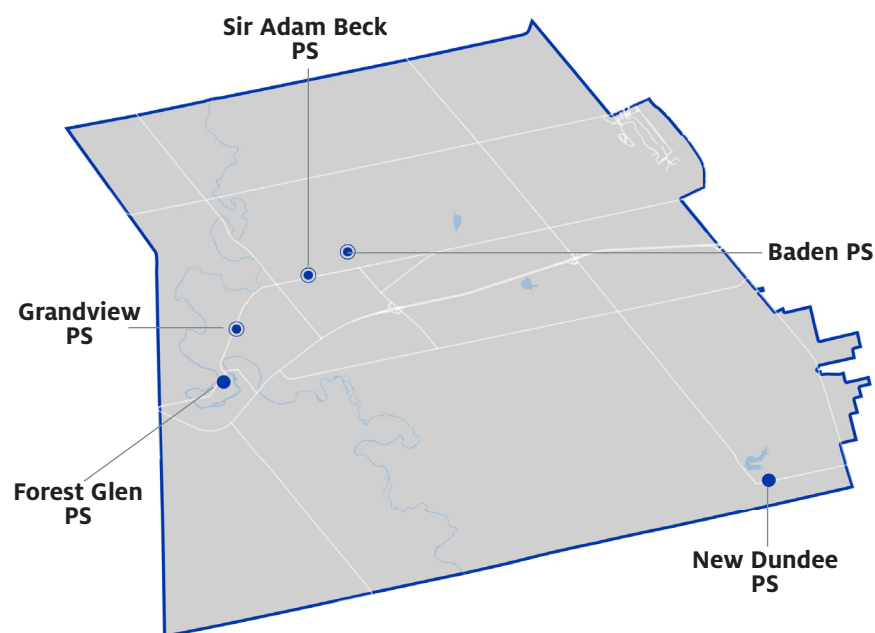 Sir Adam Beck
PS
Baden PS
Grandview
PS
Forest Glen
PS
New Dundee
PS